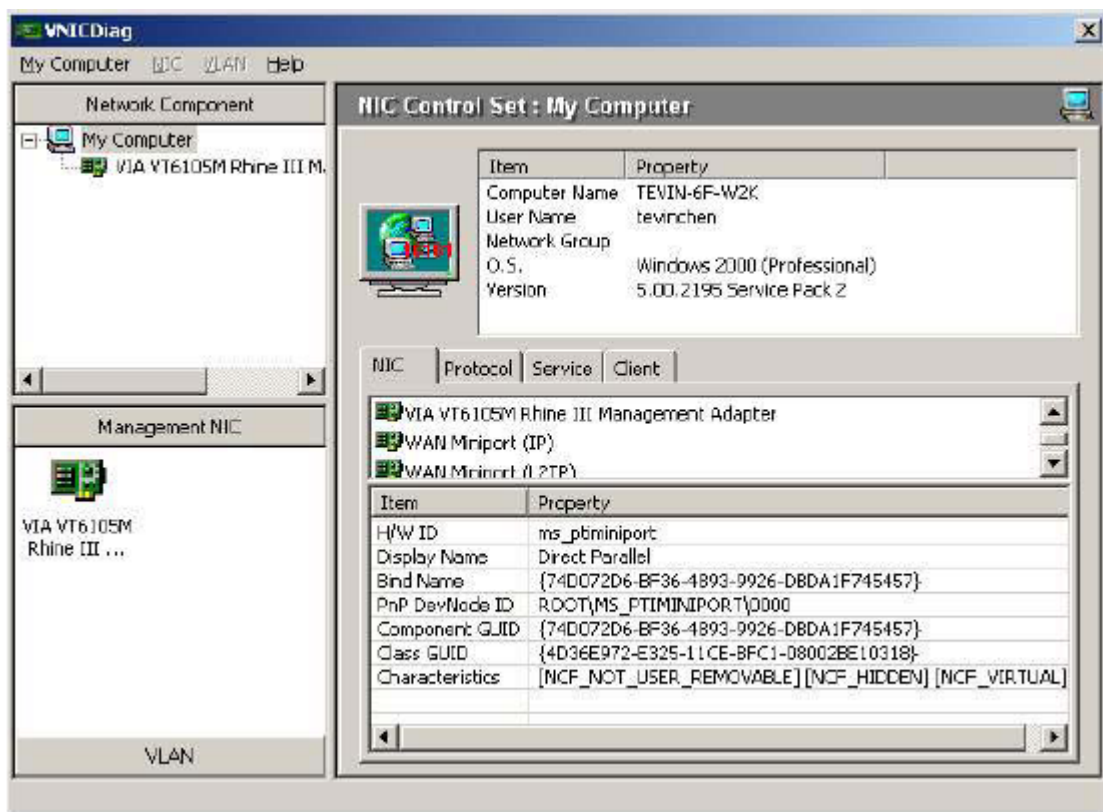 VNICDiag
My Computer NIC VLAN Help
Network Component
My Computer
VIA VT6105M Rhine III M.
Management NIC
VIA VT6105M
Rhine III ...
VLAN
NIC Control Set : My Computer
Item Property
Computer Name TEVIN-6F-W2K
User Name tevinchen
Network Group
O.S. Windows 2000 (Professional)
Version 5.00.2195 Service Pack 2
NIC Protocol Service Client
VIA VT6105M Rhine III Management Adapter
WAN Miniport (IP)
WAN Miniport (L2TP)
Item Property
H/W ID ms_ptiminiport
Display Name Direct Parallel
Bind Name {74D072D6-BF36-4893-9926-DBDA1F745457}
PnP DevNode ID ROOT\MS_PTIMINIPORT\0000
Component GUID {74D072D6-BF36-4893-9926-DBDA1F745457}
Class GUID {4D36E972-E325-11CE-BFC1-08002BE10318}
Characteristics [NCF_NOT_USER_REMOVABLE] [NCF_HIDDEN] [NCF_VIRTUAL]